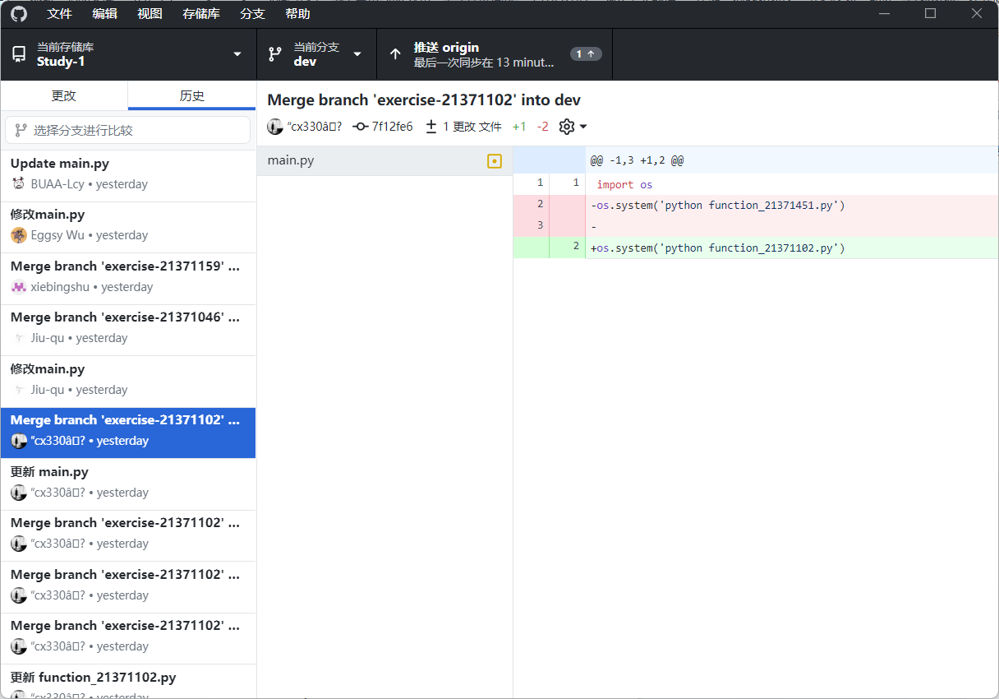 文件 编辑 视图 存储库 分支 帮助
当前存储库
Study-1
当前分支
dev
推送 origin
最后一次同步在 13 minut...
1
更改 历史
选择分支进行比较
Update main.py
BUAA-Lcy • yesterday
修改main.py
Eggsy Wu • yesterday
Merge branch 'exercise-21371159' ...
xiebingshu • yesterday
Merge branch 'exercise-21371046' ...
Jiu-qu • yesterday
修改main.py
Jiu-qu • yesterday
Merge branch 'exercise-21371102' ...
“cx330â? • yesterday
更新 main.py
“cx330â? • yesterday
Merge branch 'exercise-21371102' ...
“cx330â? • yesterday
Merge branch 'exercise-21371102' ...
“cx330â? • yesterday
Merge branch 'exercise-21371102' ...
“cx330â? • yesterday
更新 function_21371102.py
“cx330â? • yesterday
Merge branch 'exercise-21371102' into dev
“cx330â? 7f12fe6 1 更改 文件 +1 -2
main.py
@@ -1,3 +1,2 @@
1 1 import os
2 -os.system('python function_21371451.py')
3 -
2 +os.system('python function_21371102.py')